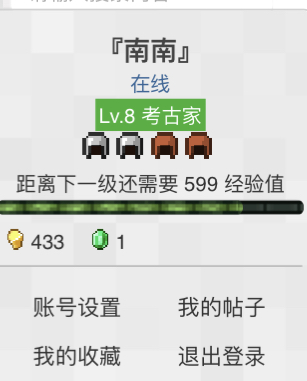 『南南』
在线
Lv.8 考古家
距离下一级还需要 599 经验值
433 1
账号设置 我的帖子
我的收藏 退出登录